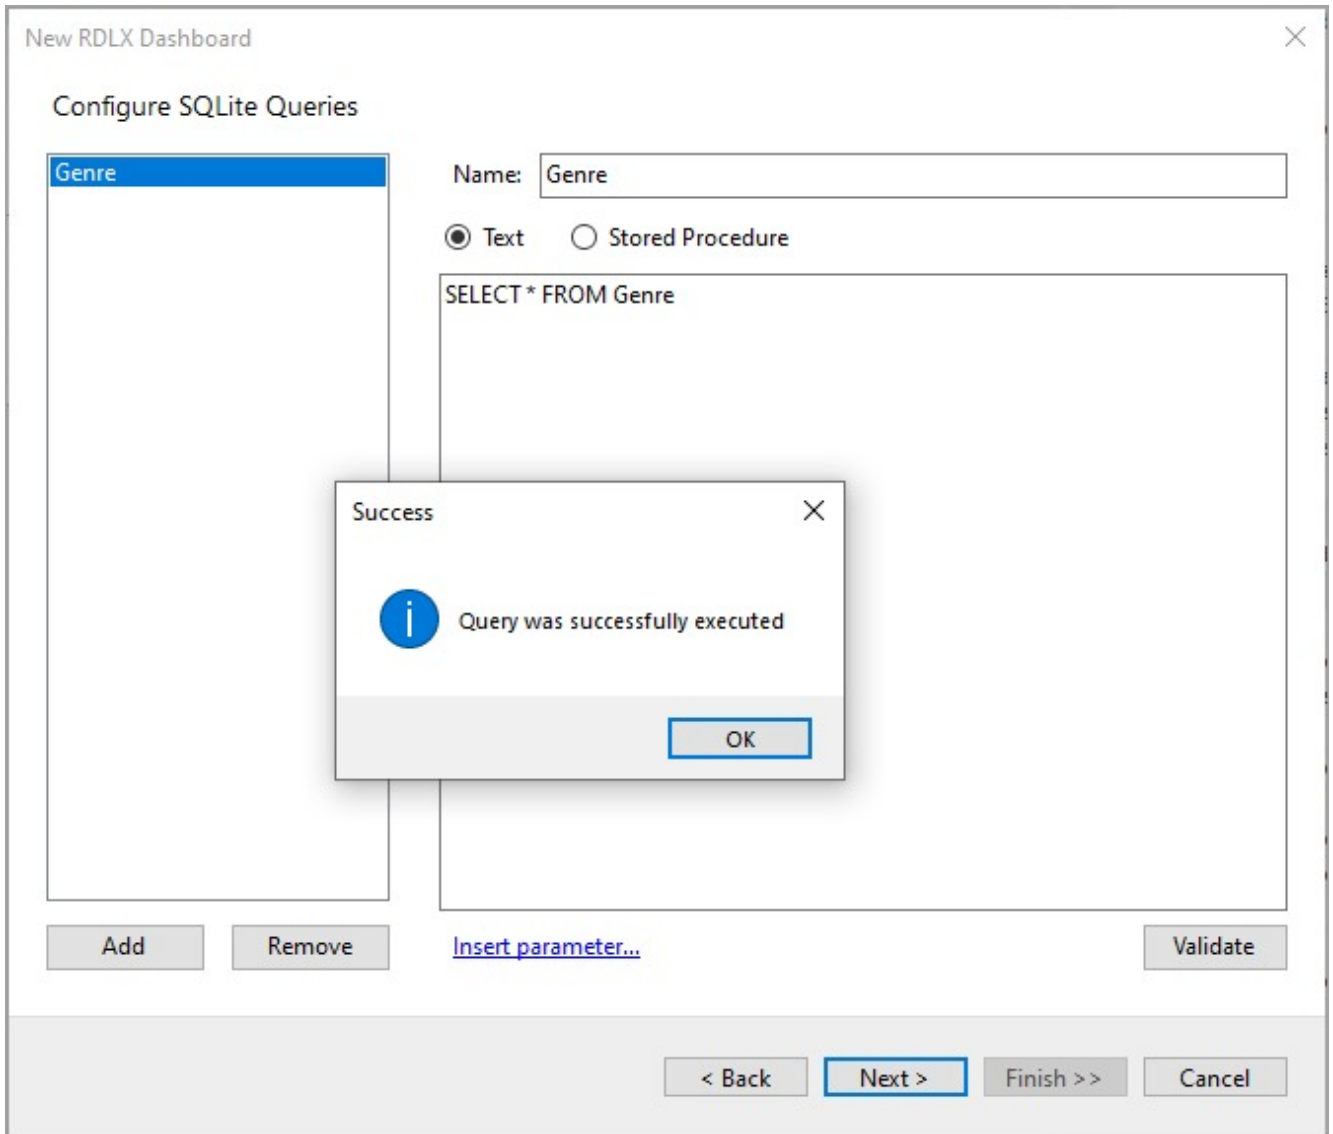 New RDLX Dashboard
Configure SQLite Queries
Genre
Name: Genre
Text Stored Procedure
SELECT * FROM Genre
Success
Query was successfully executed
OK
Add Remove Insert parameter... Validate
< Back Next > Finish >> Cancel